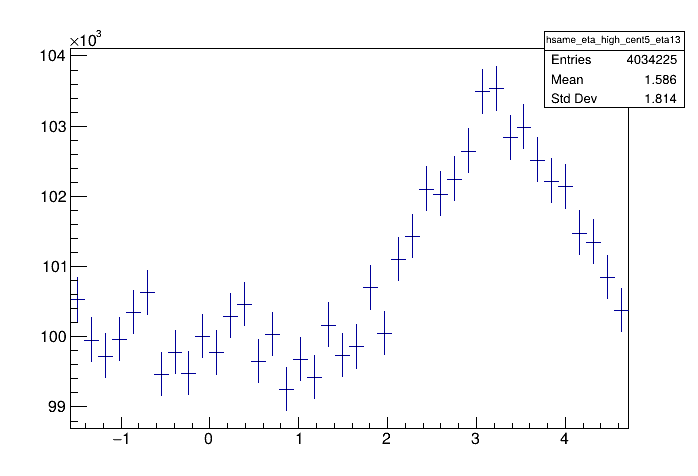 ×10³
hsame_eta_high_cent5_eta13
Entries 4034225
Mean 1.586
Std Dev 1.814
104
103
102
101
100
99
−1 0 1 2 3 4